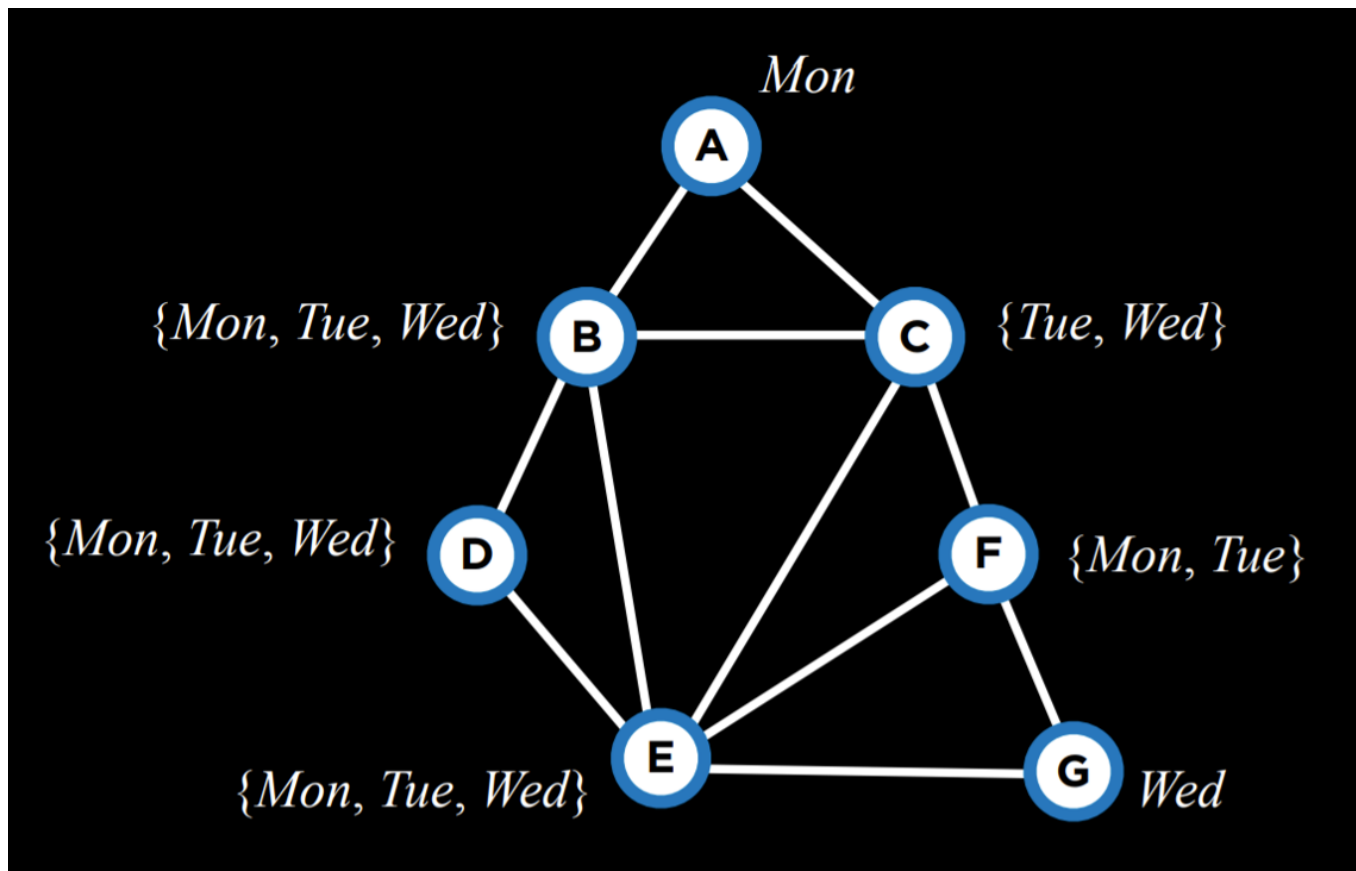 Mon
A
{Mon, Tue, Wed}
B
C
{Tue, Wed}
{Mon, Tue, Wed}
D
F
{Mon, Tue}
E
{Mon, Tue, Wed}
G
Wed